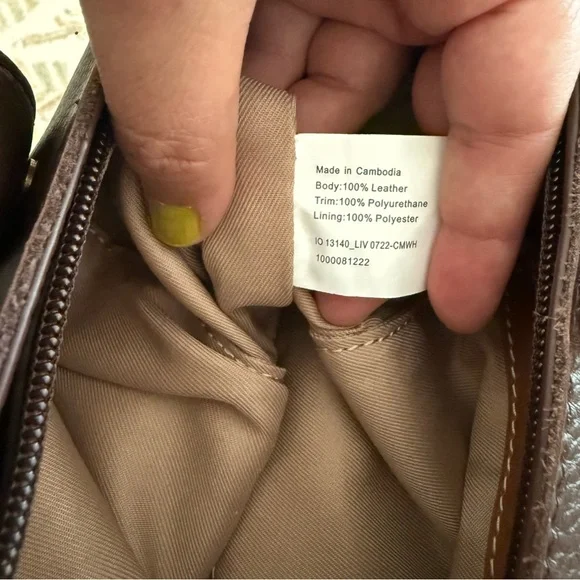 Made in Cambodia
Body:100% Leather
Trim:100% Polyurethane
Lining:100% Polyester
IO 13140_LIV 0722-CMWH
1000081222